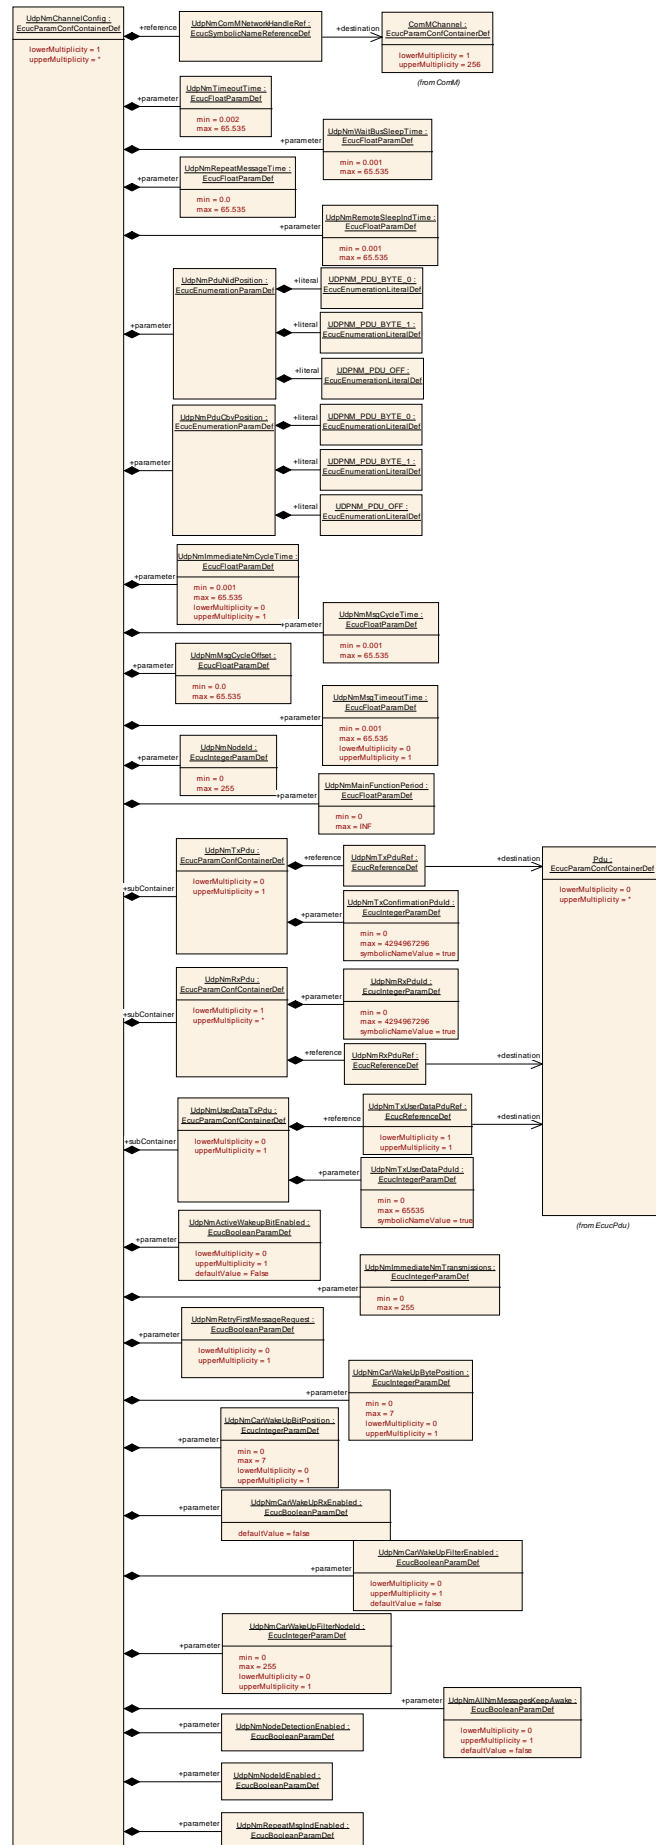 UdpNmChannelConfig :
EcucParamConfContainerDef
lowerMultiplicity = 1
upperMultiplicity = *
+reference
UdpNmComMNetworkHandleRef :
EcucSymbolicNameReferenceDef
+destination
ComMChannel :
EcucParamConfContainerDef
lowerMultiplicity = 1
upperMultiplicity = 256
(from ComM)
+parameter
UdpNmTimeoutTime :
EcucFloatParamDef
min = 0.002
max = 65.535
+parameter
UdpNmWaitBusSleepTime :
EcucFloatParamDef
min = 0.001
max = 65.535
+parameter
UdpNmRepeatMessageTime :
EcucFloatParamDef
min = 0.0
max = 65.535
+parameter
UdpNmRemoteSleepIndTime :
EcucFloatParamDef
min = 0.001
max = 65.535
+parameter
UdpNmPduNidPosition :
EcucEnumerationParamDef
+literal
UDPNM_PDU_BYTE_0 :
EcucEnumerationLiteralDef
+literal
UDPNM_PDU_BYTE_1 :
EcucEnumerationLiteralDef
+literal
UDPNM_PDU_OFF :
EcucEnumerationLiteralDef
+parameter
UdpNmPduCbvPosition :
EcucEnumerationParamDef
+literal
UDPNM_PDU_BYTE_0 :
EcucEnumerationLiteralDef
+literal
UDPNM_PDU_BYTE_1 :
EcucEnumerationLiteralDef
+literal
UDPNM_PDU_OFF :
EcucEnumerationLiteralDef
+parameter
UdpNmImmediateNmCycleTime :
EcucFloatParamDef
min = 0.001
max = 65.535
lowerMultiplicity = 0
upperMultiplicity = 1
+parameter
UdpNmMsgCycleTime :
EcucFloatParamDef
min = 0.001
max = 65.535
+parameter
UdpNmMsgCycleOffset :
EcucFloatParamDef
min = 0.0
max = 65.535
+parameter
UdpNmMsgTimeoutTime :
EcucFloatParamDef
min = 0.001
max = 65.535
lowerMultiplicity = 0
upperMultiplicity = 1
+parameter
UdpNmNodeId :
EcucIntegerParamDef
min = 0
max = 255
+parameter
UdpNmMainFunctionPeriod :
EcucFloatParamDef
min = 0
max = INF
+subContainer
UdpNmTxPdu :
EcucParamConfContainerDef
lowerMultiplicity = 0
upperMultiplicity = 1
+reference
UdpNmTxPduRef :
EcucReferenceDef
+destination
Pdu :
EcucParamConfContainerDef
lowerMultiplicity = 0
upperMultiplicity = *
+parameter
UdpNmTxConfirmationPduId :
EcucIntegerParamDef
min = 0
max = 4294967296
symbolicNameValue = true
+subContainer
UdpNmRxPdu :
EcucParamConfContainerDef
lowerMultiplicity = 1
upperMultiplicity = *
+parameter
UdpNmRxPduId :
EcucIntegerParamDef
min = 0
max = 4294967296
symbolicNameValue = true
+reference
UdpNmRxPduRef :
EcucReferenceDef
+destination
+subContainer
UdpNmUserDataTxPdu :
EcucParamConfContainerDef
lowerMultiplicity = 0
upperMultiplicity = 1
+reference
UdpNmTxUserDataPduRef :
EcucReferenceDef
lowerMultiplicity = 1
upperMultiplicity = 1
+destination
+parameter
UdpNmTxUserDataPduId :
EcucIntegerParamDef
min = 0
max = 65535
symbolicNameValue = true
(from EcucPdu)
+parameter
UdpNmActiveWakeupBitEnabled :
EcucBooleanParamDef
lowerMultiplicity = 0
upperMultiplicity = 1
defaultValue = False
+parameter
UdpNmImmediateNmTransmissions :
EcucIntegerParamDef
min = 0
max = 255
+parameter
UdpNmRetryFirstMessageRequest :
EcucBooleanParamDef
lowerMultiplicity = 0
upperMultiplicity = 1
+parameter
UdpNmCarWakeUpBytePosition :
EcucIntegerParamDef
min = 0
max = 7
lowerMultiplicity = 0
upperMultiplicity = 1
+parameter
UdpNmCarWakeUpBitPosition :
EcucIntegerParamDef
min = 0
max = 7
lowerMultiplicity = 0
upperMultiplicity = 1
+parameter
UdpNmCarWakeUpRxEnabled :
EcucBooleanParamDef
defaultValue = false
+parameter
UdpNmCarWakeUpFilterEnabled :
EcucBooleanParamDef
lowerMultiplicity = 0
upperMultiplicity = 1
defaultValue = false
+parameter
UdpNmCarWakeUpFilterNodeId :
EcucIntegerParamDef
min = 0
max = 255
lowerMultiplicity = 0
upperMultiplicity = 1
+parameter
UdpNmAllNmMessagesKeepAwake :
EcucBooleanParamDef
lowerMultiplicity = 0
upperMultiplicity = 1
defaultValue = false
+parameter
UdpNmNodeDetectionEnabled :
EcucBooleanParamDef
+parameter
UdpNmNodeIdEnabled :
EcucBooleanParamDef
+parameter
UdpNmRepeatMsgIndEnabled :
EcucBooleanParamDef